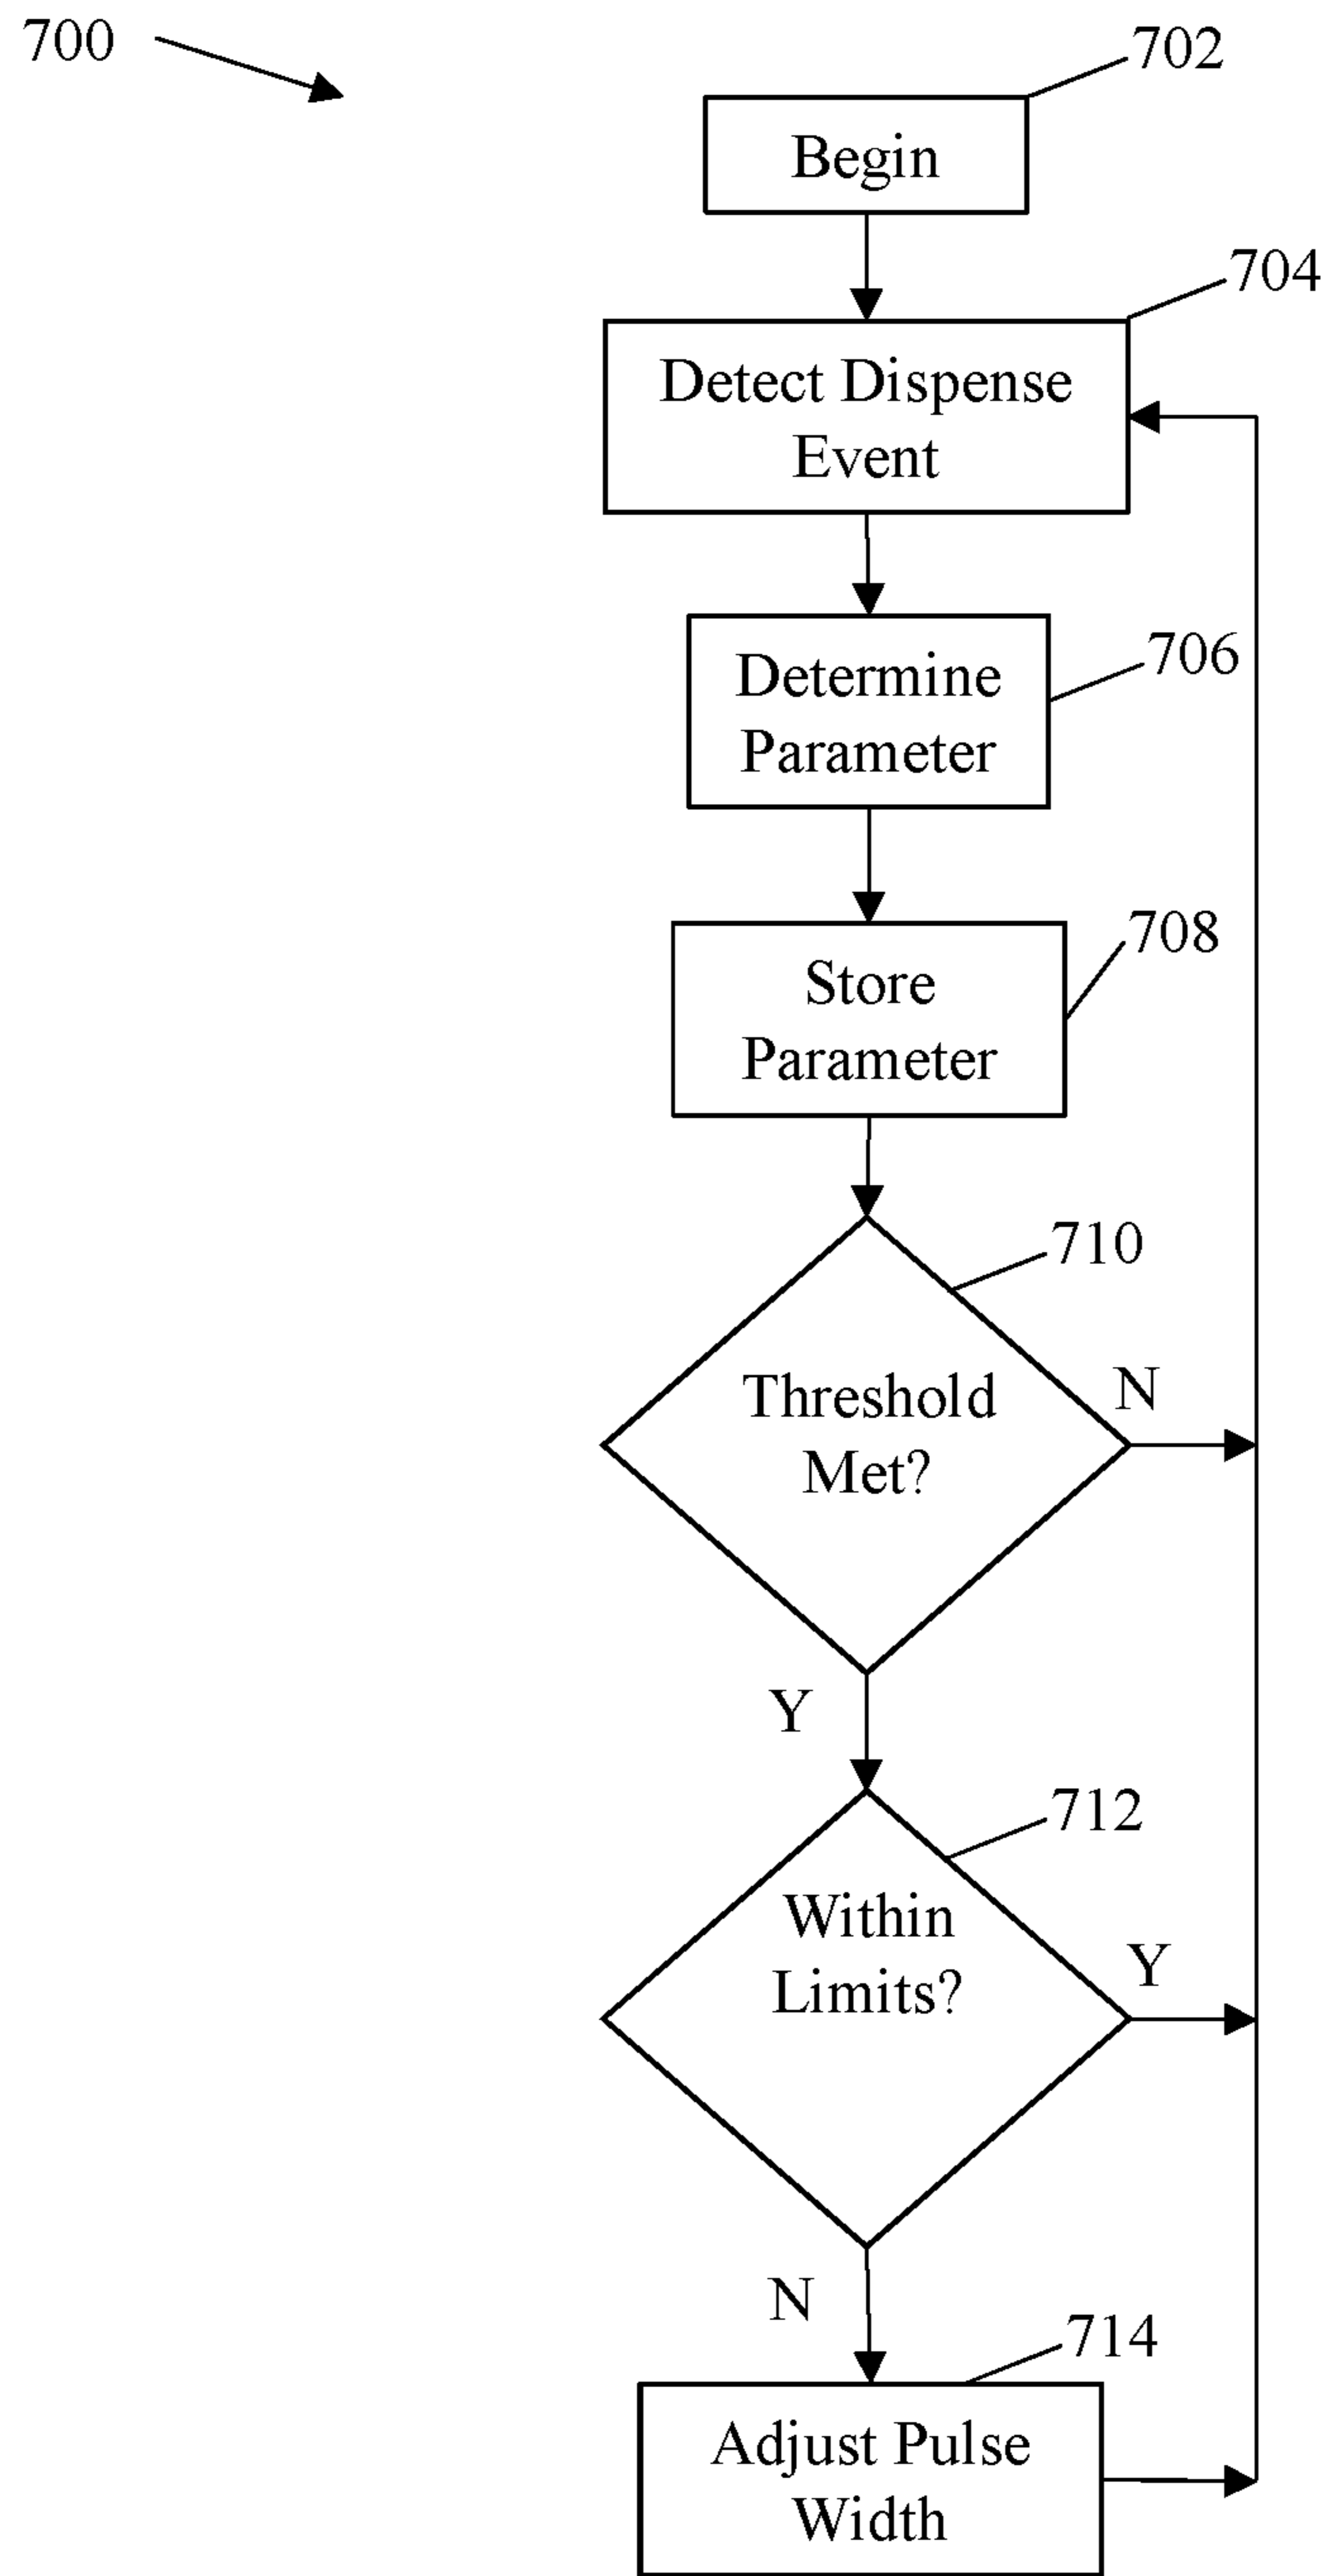 700
702
Begin
704
Detect Dispense
Event
706
Determine
Parameter
708
Store
Parameter
710
Threshold
Met?
N
Y
712
Within
Limits?
Y
N
714
Adjust Pulse
Width